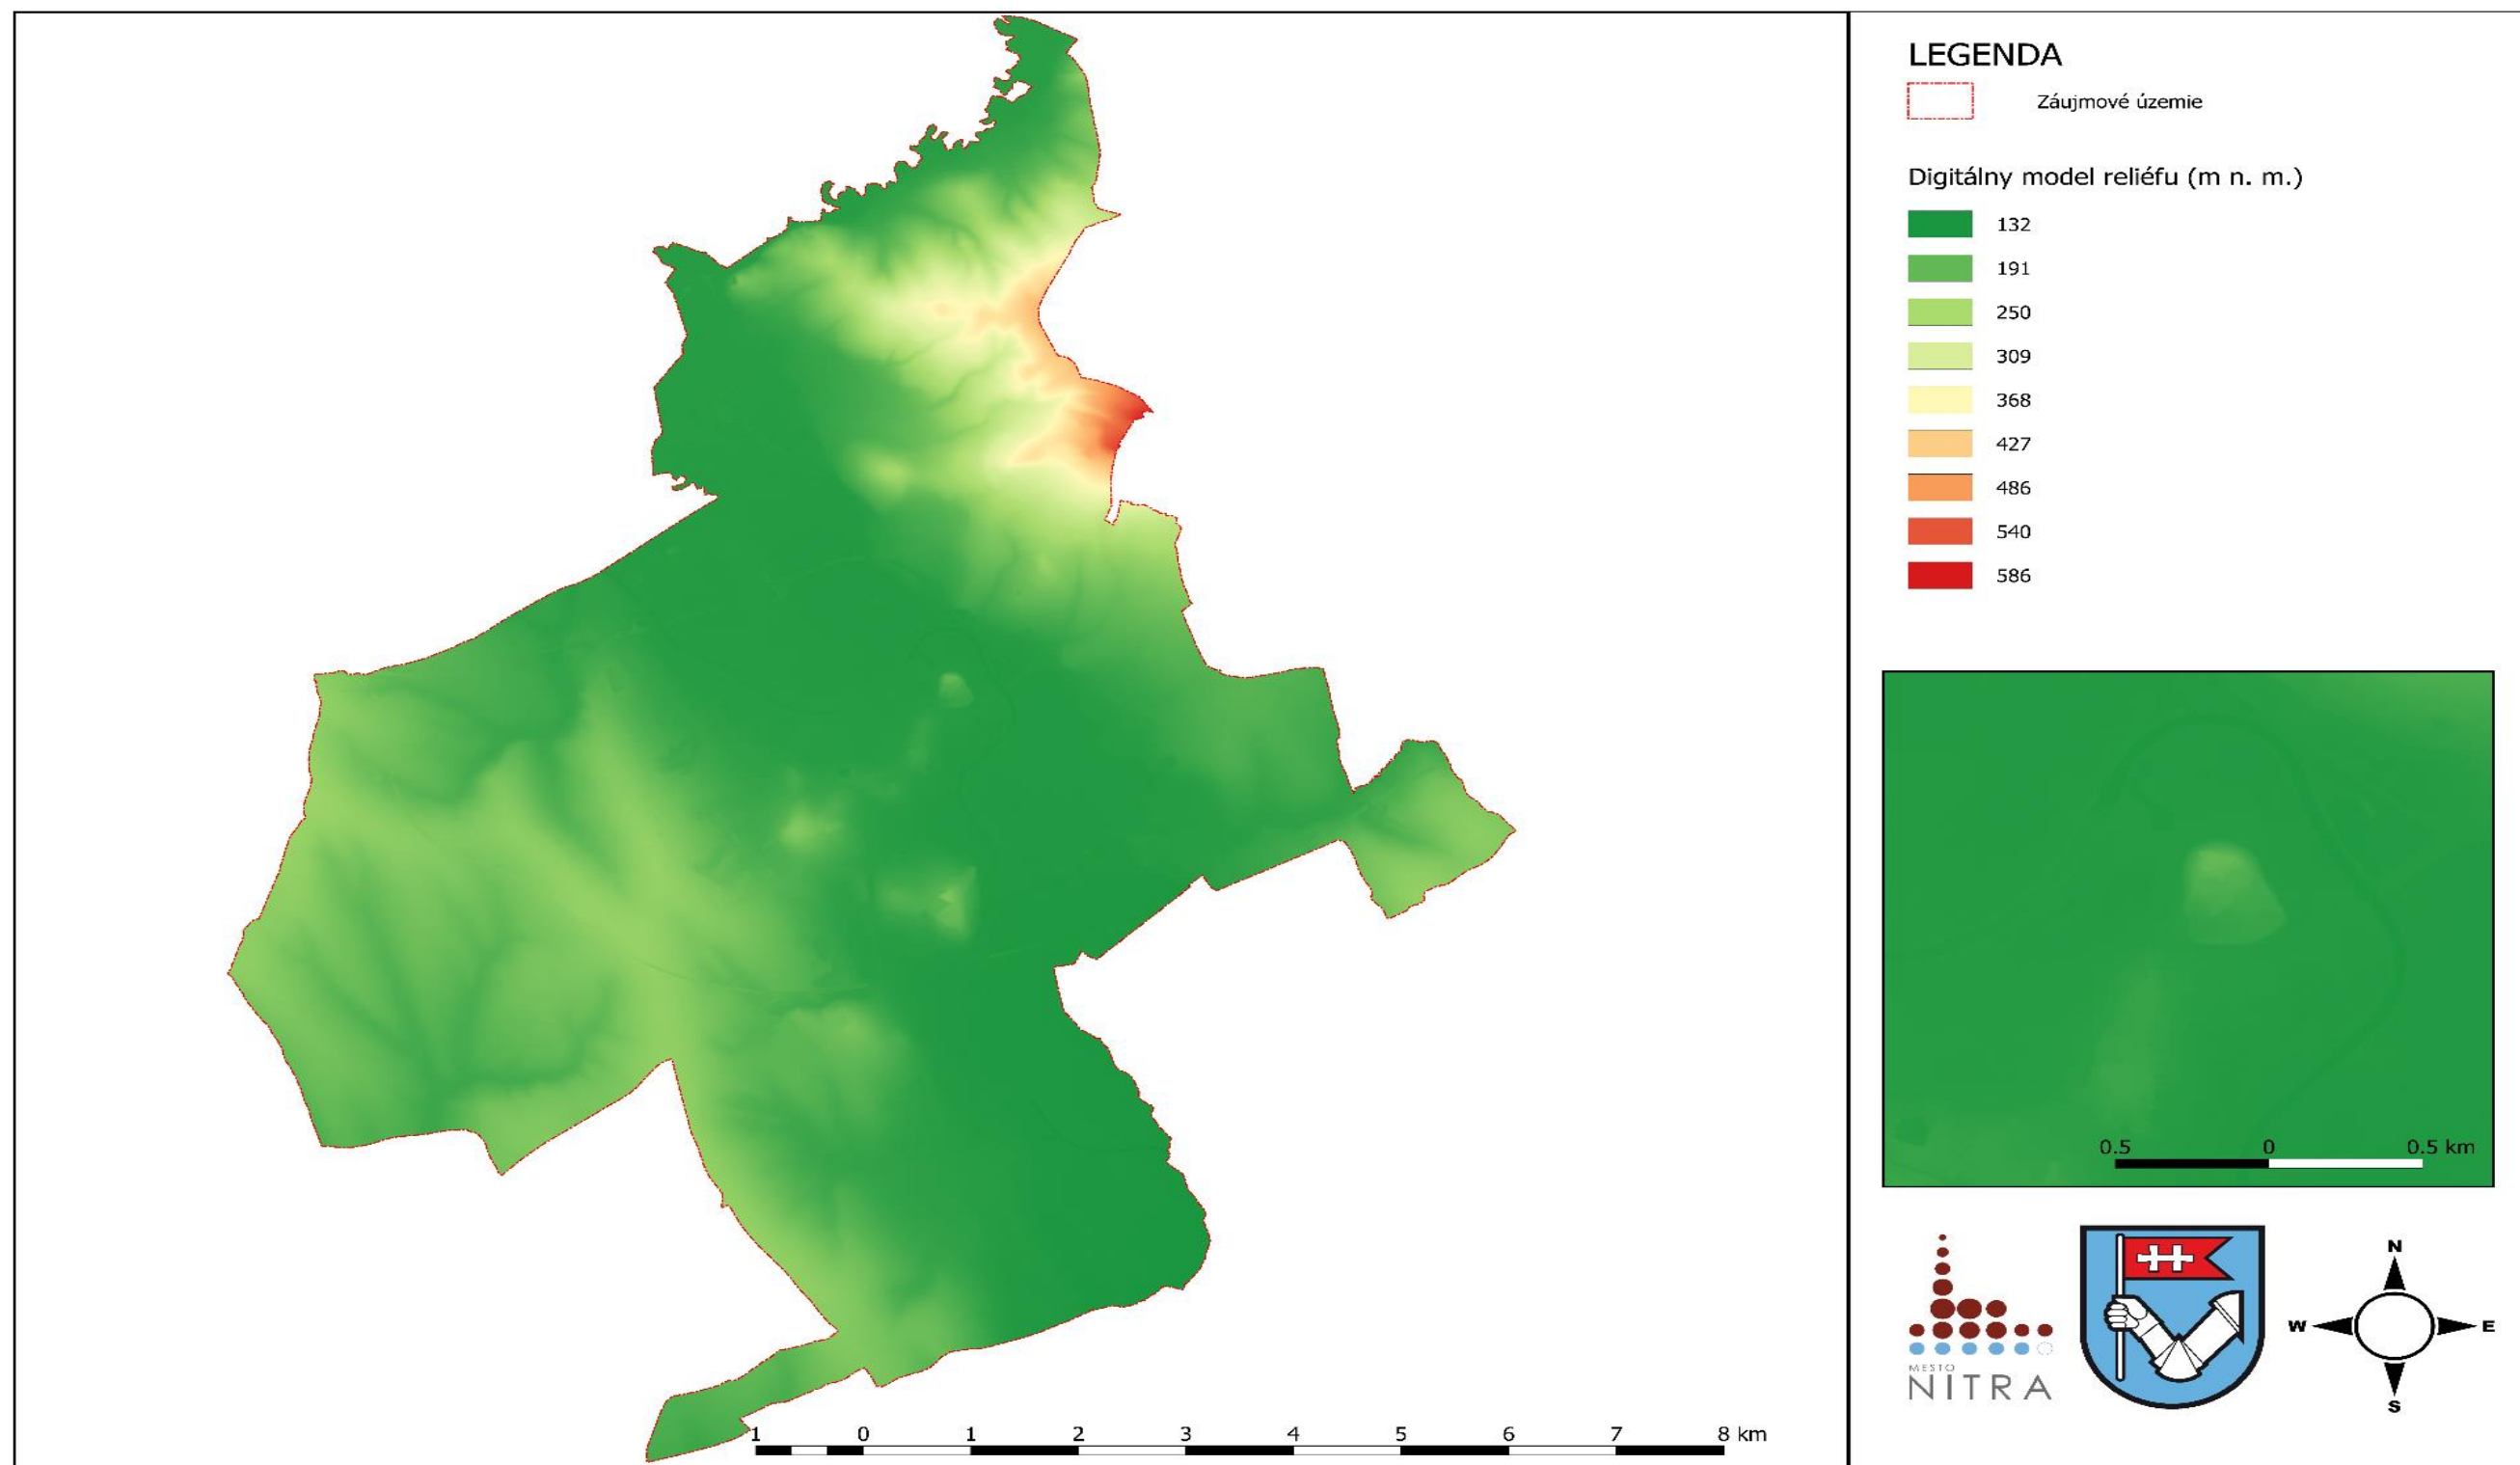 LEGENDA
Záujmové územie
Digitálny model reliéfu (m n. m.)
132
191
250
309
368
427
486
540
586
0.5 0 0.5 km
MESTO
NITRA
N
W E
S
1 0 1 2 3 4 5 6 7 8 km